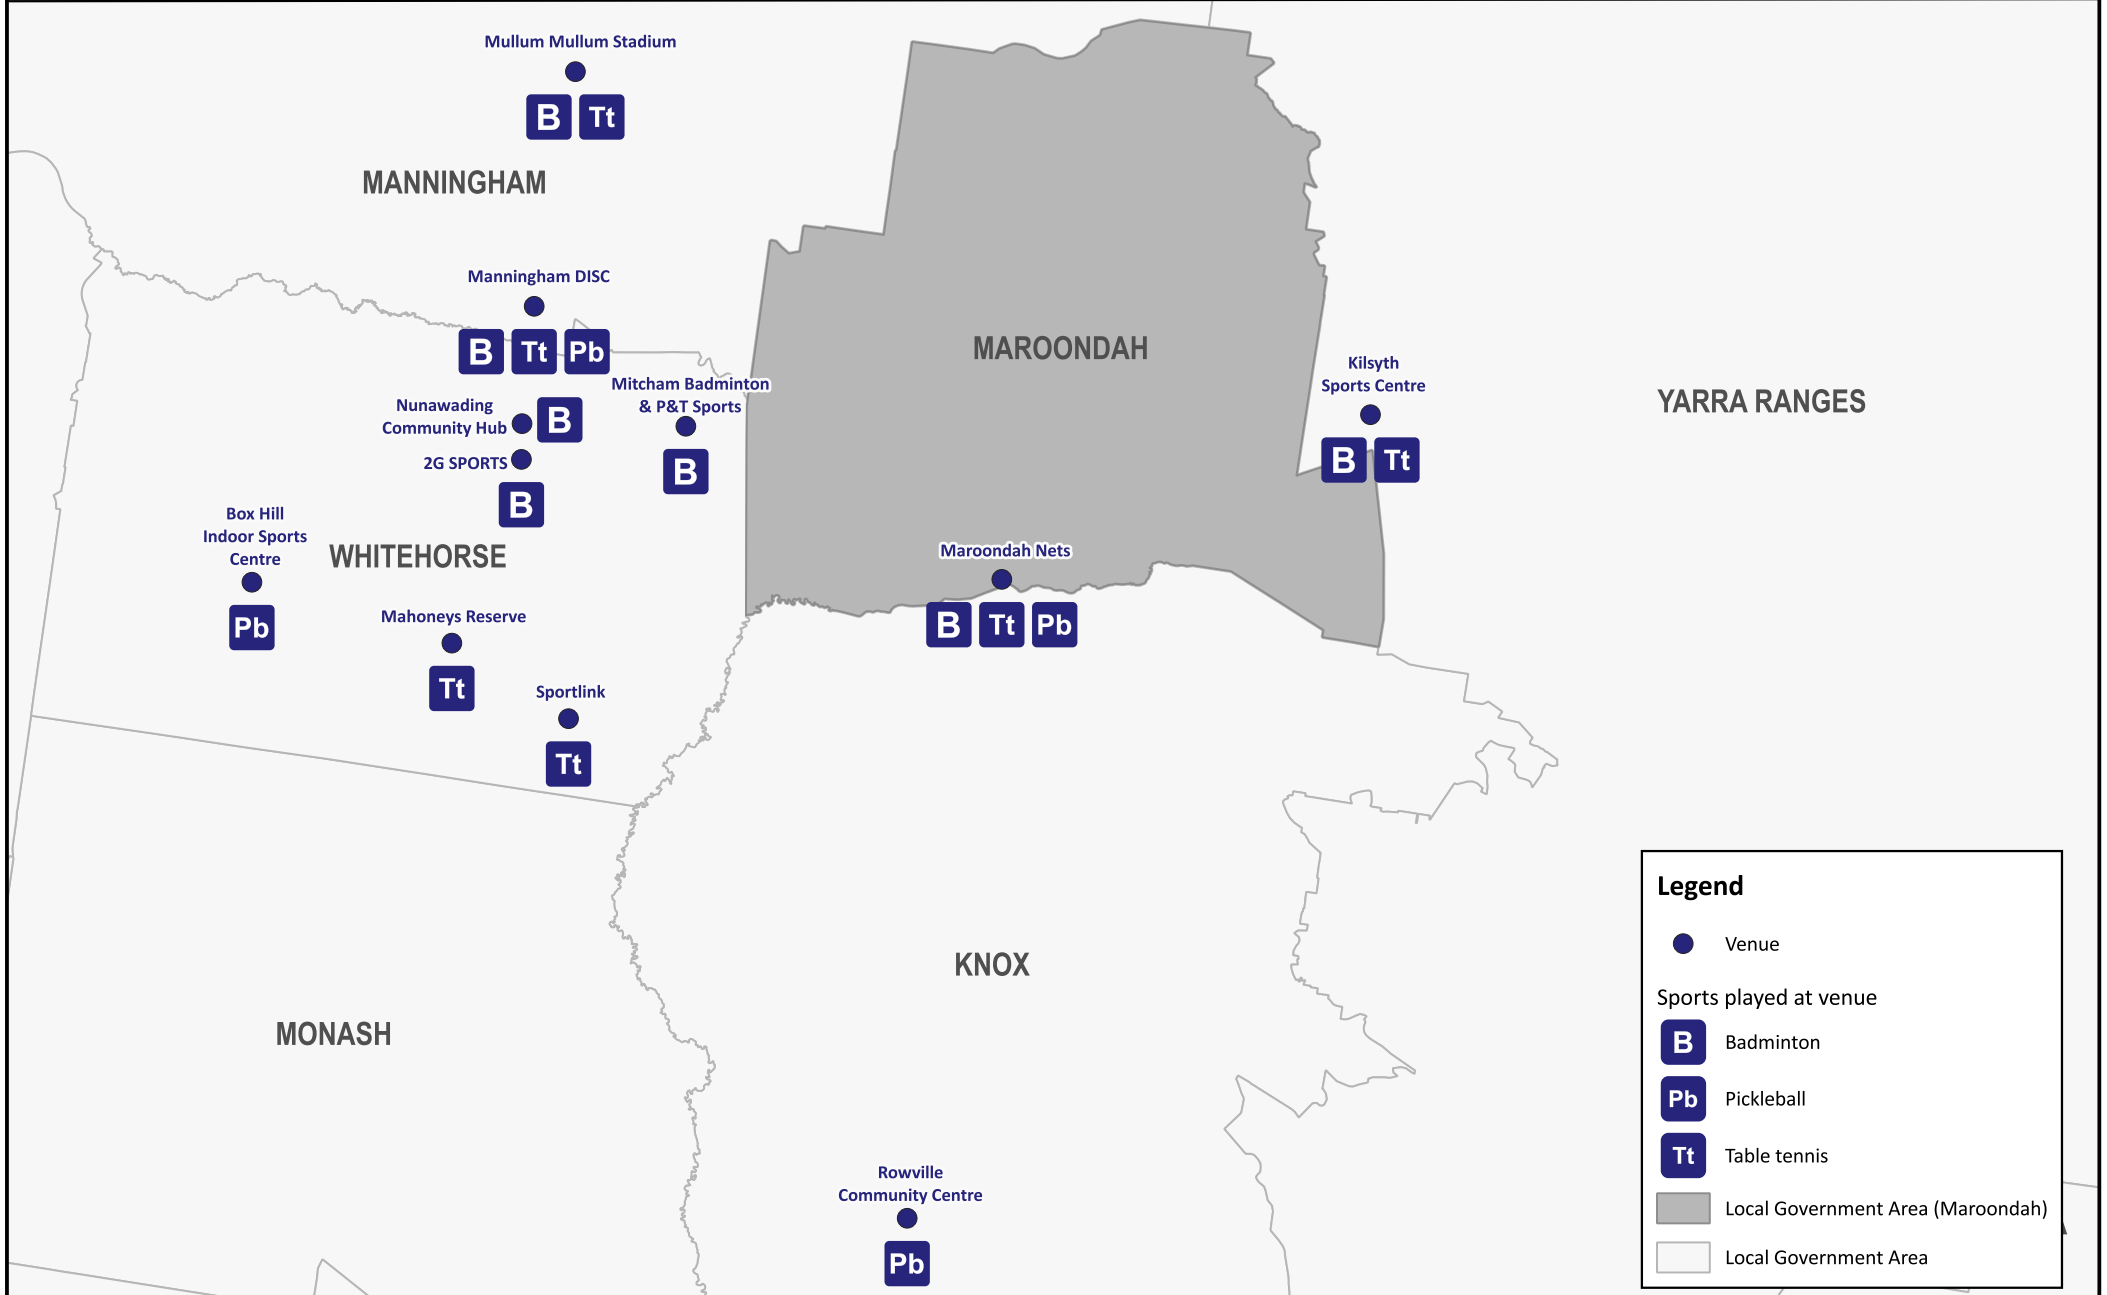 Mullum Mullum Stadium
B Tt
MANNINGHAM
Manningham DISC
B Tt Pb
MAROONDAH
Mitcham Badminton
& P&T Sports
B
Nunawading
Community Hub
B
2G SPORTS
B
Kilsyth
Sports Centre
B Tt
YARRA RANGES
Box Hill
Indoor Sports
Centre
Pb
WHITEHORSE
Maroondah Nets
B Tt Pb
Mahoneys Reserve
Tt
Sportlink
Tt
KNOX
MONASH
Rowville
Community Centre
Pb
Legend
Venue
Sports played at venue
B Badminton
Pb Pickleball
Tt Table tennis
Local Government Area (Maroondah)
Local Government Area